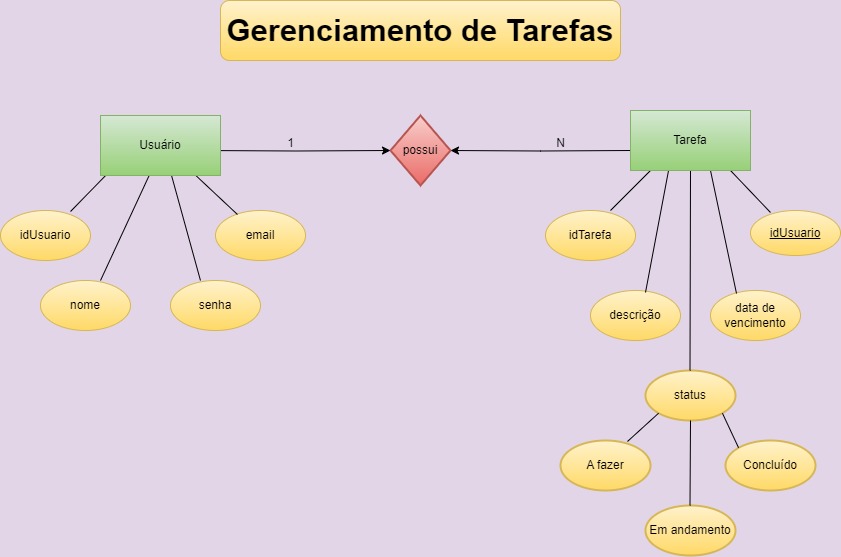 Gerenciamento de Tarefas
Usuário
1
possui
N
Tarefa
idUsuario
email
nome
senha
idTarefa
idUsuario
descrição
data de
vencimento
status
A fazer
Concluído
Em andamento